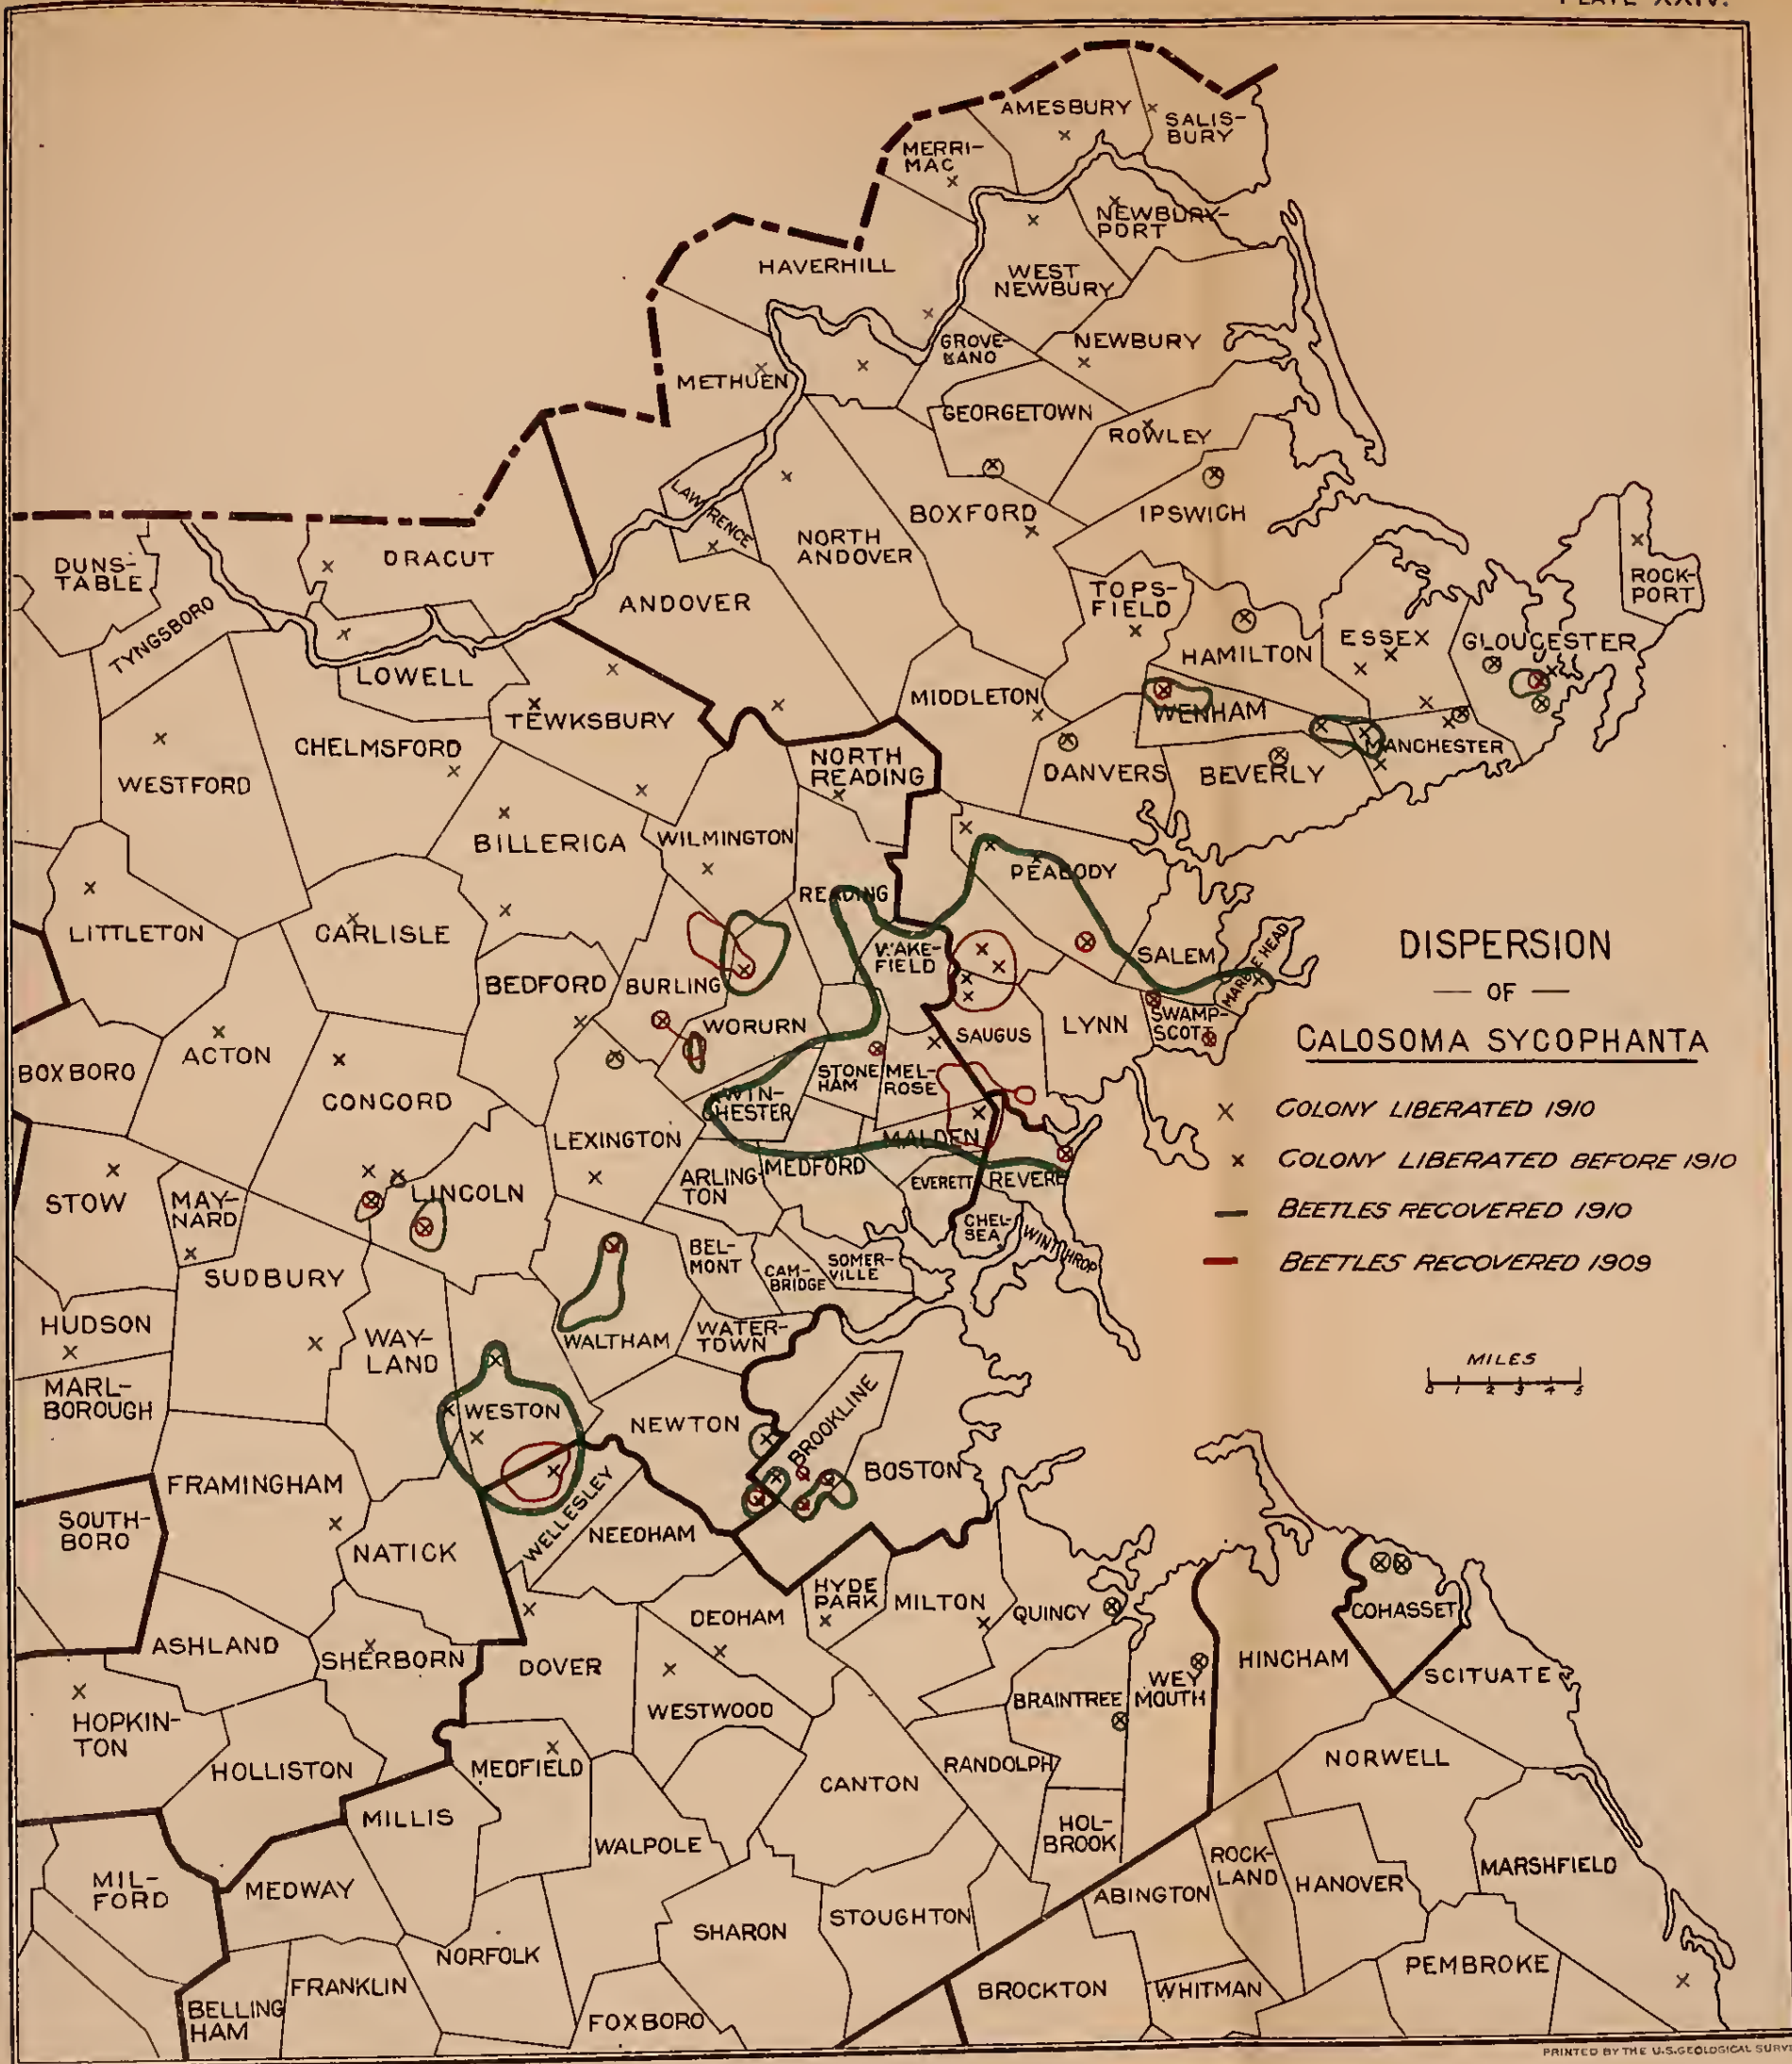 PLATE XXIV.
AMESBURY
SALIS-
BURY
MERRI-
MAC
NEWBURY-
PORT
HAVERHILL
WEST
NEWBURY
GROVE-
NEWBURY
METHUEN
GEORGETOWN
ROWLEY
LAWRENCE
BOXFORD
IPSWICH
NORTH
ANDOVER
DUNS-
TABLE
DRACUT
TOPS-
FIELD
ROCK-
PORT
TYNGSBORO
ANDOVER
ESSEX
GLOUCESTER
HAMILTON
LOWELL
MIDDLETON
WENHAM
TEWKSBURY
CHELMSFORD
MANCHESTER
NORTH
READING
DANVERS
BEVERLY
WESTFORD
BILLERICA
WILMINGTON
PEABODY
READING
LITTLETON
CARLISLE
WAKE-
FIELD
SALEM
MARBLEHEAD
DISPERSION
OF
CALOSOMA SYCOPHANTA
BEDFORD
BURLING
WORURN
SAUGUS
LYNN
SWAMP-
SCOTT
ACTON
BOXBORO
STONE
HAM
MEL-
ROSE
CONCORD
WIN-
CHESTER
× COLONY LIBERATED 1910
× COLONY LIBERATED BEFORE 1910
— BEETLES RECOVERED 1910
— BEETLES RECOVERED 1909
LEXINGTON
MALDEN
MEDFORD
ARLING-
TON
EVERETT
REVERE
STOW
MAY-
NARD
LINCOLN
CHEL-
SEA
WINTHROP
BEL-
MONT
CAM-
BRIDGE
SOMER-
VILLE
SUDBURY
HUDSON
WAY-
LAND
WALTHAM
WATER-
TOWN
MILES
0 1 2 3 4 5
MARL-
BOROUGH
WESTON
NEWTON
BROOKLINE
BOSTON
FRAMINGHAM
SOUTH-
BORO
NATICK
WELLESLEY
NEEDHAM
HYDE
PARK
MILTON
QUINCY
COHASSET
DEDHAM
ASHLAND
SHERBORN
DOVER
HINCHAM
SCITUATE
WEY
MOUTH
BRAINTREE
WESTWOOD
HOPKIN-
TON
HOLLISTON
MEDFIELD
CANTON
RANDOLPH
NORWELL
MILLIS
WALPOLE
HOL-
BROOK
ROCK-
LAND
MIL-
FORD
MEDWAY
ABINGTON
HANOVER
MARSHFIELD
SHARON
STOUGHTON
NORFOLK
FRANKLIN
BELLING
HAM
FOXBORO
BROCKTON
WHITMAN
PEMBROKE
PRINTED BY THE U.S.GEOLOGICAL SURV